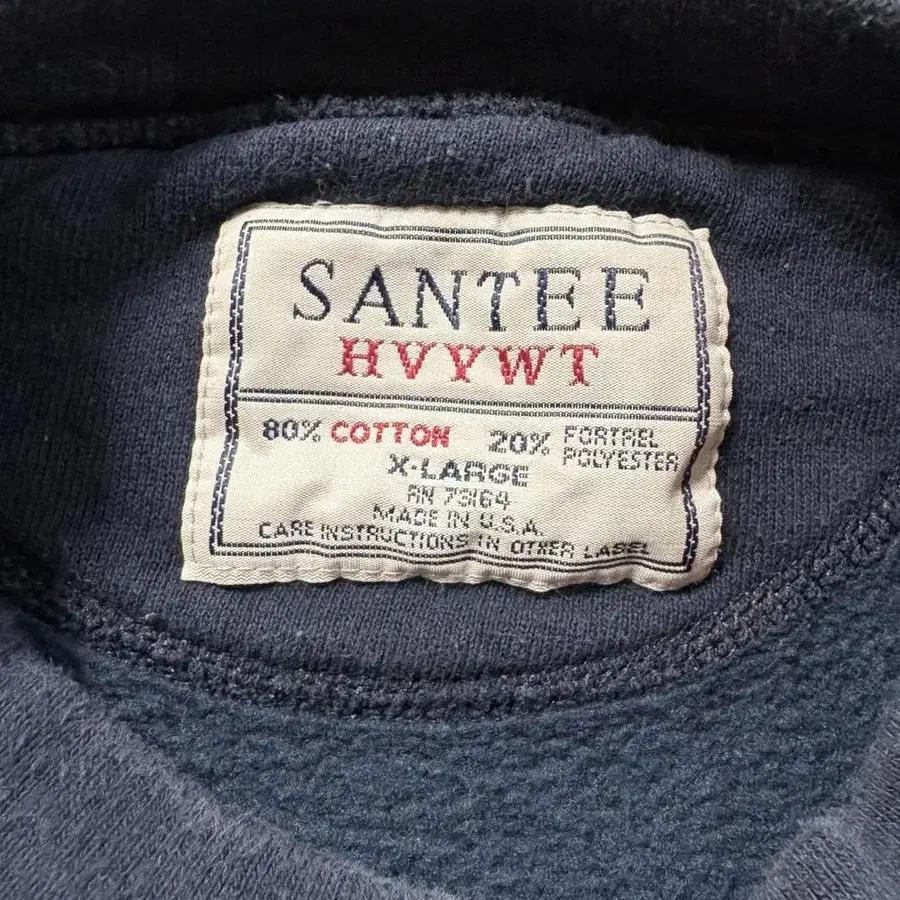 SANTEE
HVYWT
80% COTTON 20% FORTREL POLYESTER
X-LARGE
RN 73164
MADE IN U.S.A.
CARE INSTRUCTIONS IN OTHER LABEL